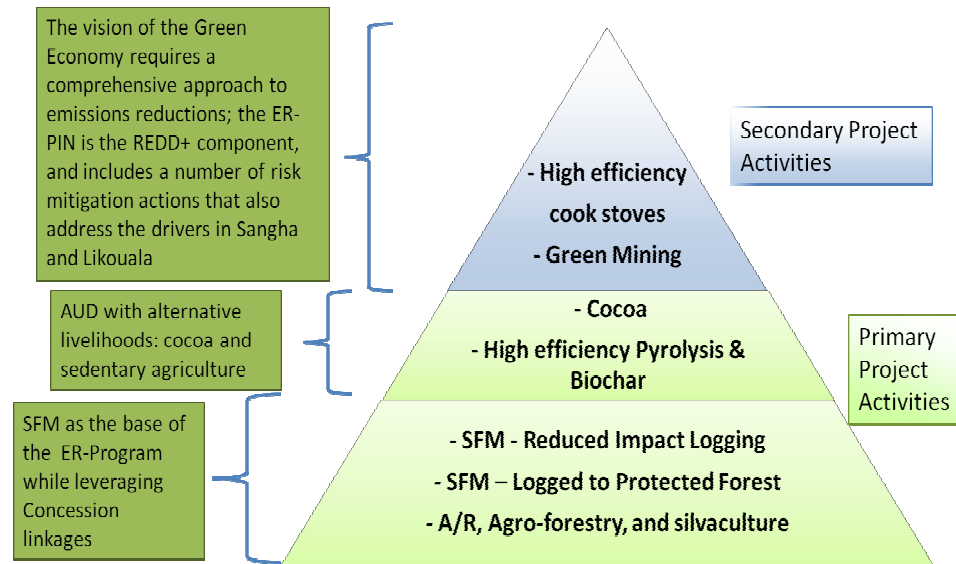 The vision of the Green
Economy requires a
comprehensive approach to
emissions reductions; the ER-
PIN is the REDD+ component,
and includes a number of risk
mitigation actions that also
address the drivers in Sangha
and Likouala
AUD with alternative
livelihoods: cocoa and
sedentary agriculture
SFM as the base of
the ER-Program
while leveraging
Concession
linkages
- High efficiency
cook stoves
- Green Mining
- Cocoa
- High efficiency Pyrolysis &
Biochar
- SFM - Reduced Impact Logging
- SFM – Logged to Protected Forest
- A/R, Agro-forestry, and silvaculture
Secondary Project
Activities
Primary
Project
Activities